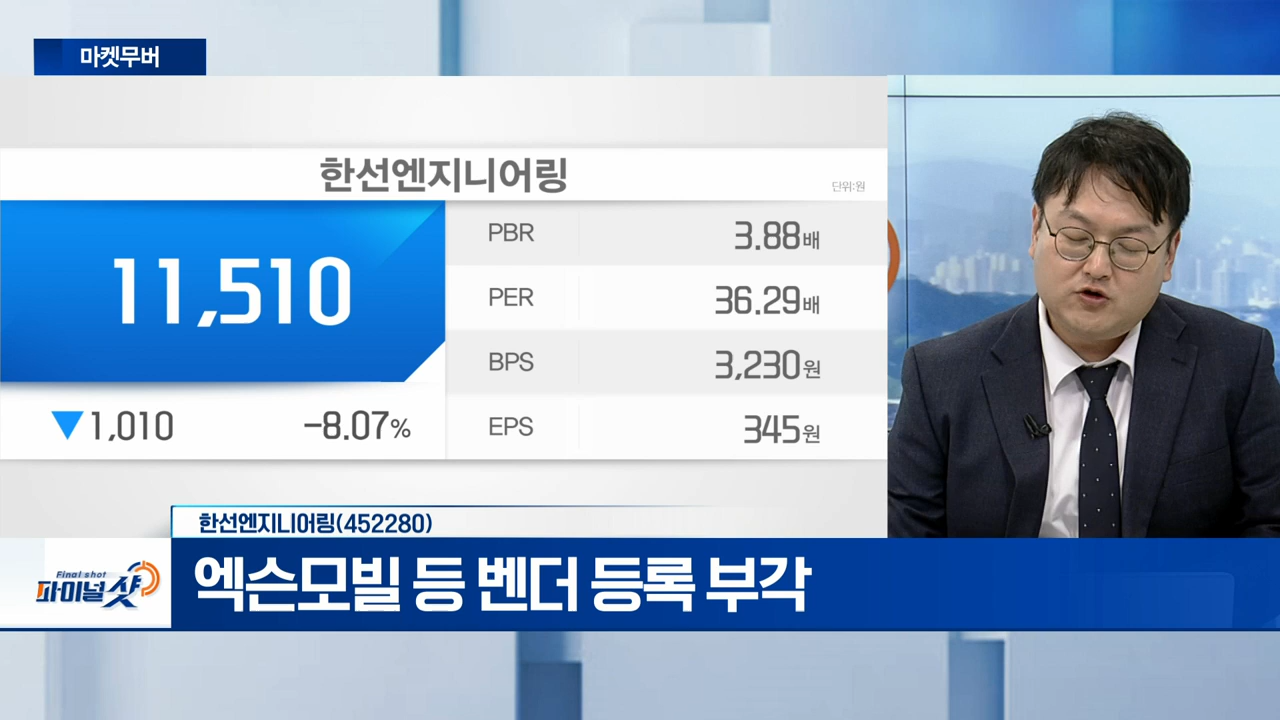 마켓무버
한선엔지니어링
단위:원
11,510
▼1,010 -8.07%
PBR 3.88배
PER 36.29배
BPS 3,230원
EPS 345원
한선엔지니어링(452280)
Final shot
파이널샷
엑슨모빌 등 벤더 등록 부각